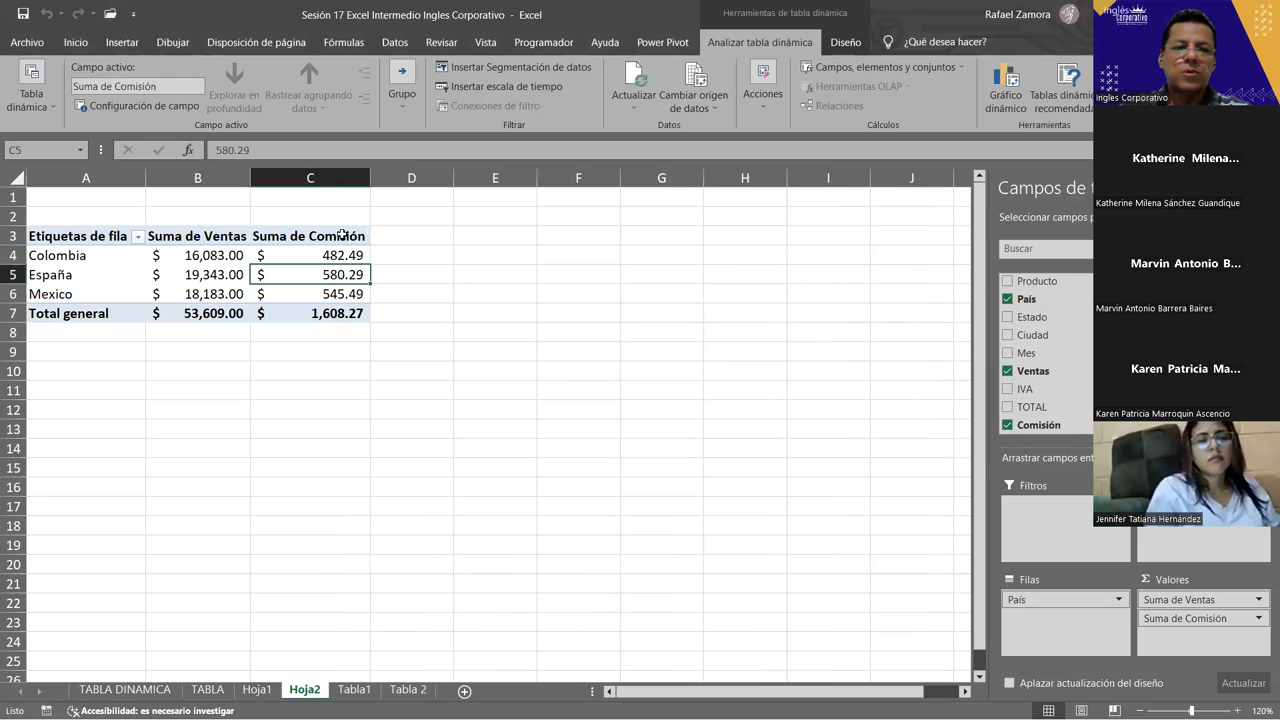 Sesión 17 Excel Intermedio Ingles Corporativo - Excel
Herramientas de tabla dinámica
Rafael Zamora
Archivo Inicio Insertar Dibujar Disposición de página Fórmulas Datos Revisar Vista Programador Ayuda Power Pivot Analizar tabla dinámica Diseño ¿Qué desea hacer?
Tabla dinámica
Campo activo:
Suma de Comisión
Configuración de campo
Explorar en profundidad
Rastrear agrupando datos
Campo activo
Grupo
Insertar Segmentación de datos
Insertar escala de tiempo
Conexiones de filtro
Filtrar
Actualizar
Cambiar origen de datos
Datos
Acciones
Campos, elementos y conjuntos
Herramientas OLAP
Relaciones
Cálculos
Gráfico dinámico
Tablas dinámi
recomendada
Herramientas
C5
fx
580.29
A B C D E F G H I J
1
2
3 Etiquetas de fila Suma de Ventas Suma de Comisión
4 Colombia $ 16,083.00 $ 482.49
5 España $ 19,343.00 $ 580.29
6 Mexico $ 18,183.00 $ 545.49
7 Total general $ 53,609.00 $ 1,608.27
8
9
10
11
12
13
14
15
16
17
18
19
20
21
22
23
24
25
26
Campos de t
Seleccionar campos p
Buscar
Producto
País
Estado
Ciudad
Mes
Ventas
IVA
TOTAL
Comisión
Arrastrar campos ent
Filtros
Filas
Σ Valores
País
Suma de Ventas
Suma de Comisión
Aplazar actualización del diseño
Actualizar
Inglés Corporativo
Ingles Corporativo
Katherine Milena...
Katherine Milena Sánchez Guandique
Marvin Antonio B...
Marvin Antonio Barrera Baires
Karen Patricia Ma...
Karen Patricia Marroquin Ascencio
Jennifer Tatiana Hernández
TABLA DINAMICA TABLA Hoja1 Hoja2 Tabla1 Tabla 2
Listo
Accesibilidad: es necesario investigar
120%